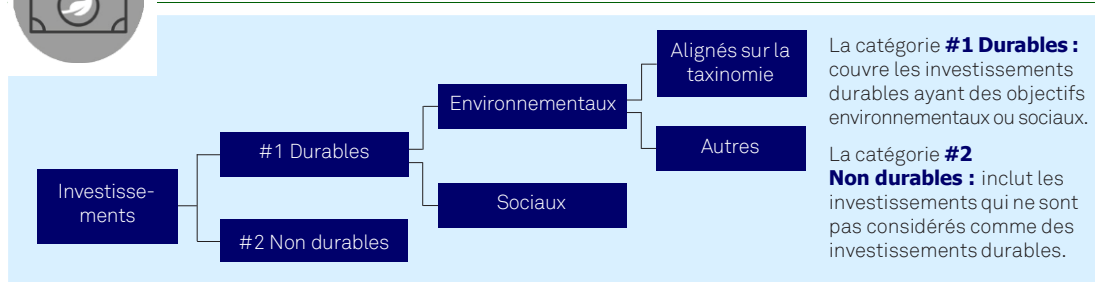 Investisse-
ments
#1 Durables
#2 Non durables
Environnementaux
Sociaux
Alignés sur la
taxinomie
Autres
La catégorie #1 Durables :
couvre les investissements
durables ayant des objectifs
environnementaux ou sociaux.
La catégorie #2
Non durables : inclut les
investissements qui ne sont
pas considérés comme des
investissements durables.